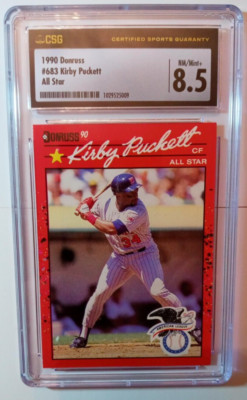 CSG
CERTIFIED SPORTS GUARANTY
1990 Donruss
#683 Kirby Puckett
All Star
NM/Mint+
8.5
DONRUSS '90
Kirby Puckett
CF
ALL STAR
34